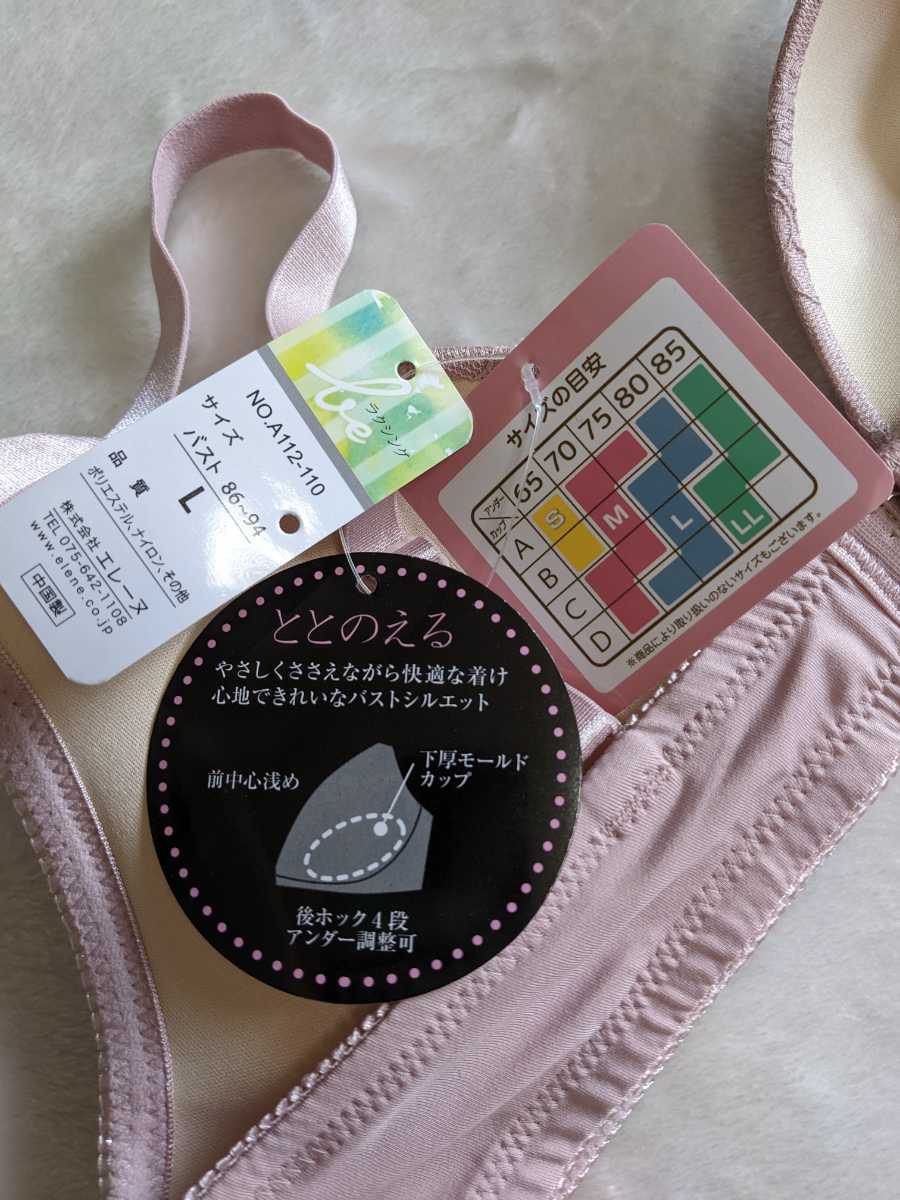 love
ラクシング
NO.A112-110
サイズ
バスト 86~94
L
品質
ポリエステル、ナイロン、その他
株式会社 エレーヌ
TEL 075-642-1108
www.elene.co.jp
中国製
サイズの目安
アンダー
カップ
65 70 75 80 85
A
B
C
D
S
M
L
LL
※商品により取り扱いのないサイズもございます。
ととのえる
やさしくささえながら快適な着け
心地できれいなバストシルエット
前中心浅め
下厚モールド
カップ
後ホック4段
アンダー調整可